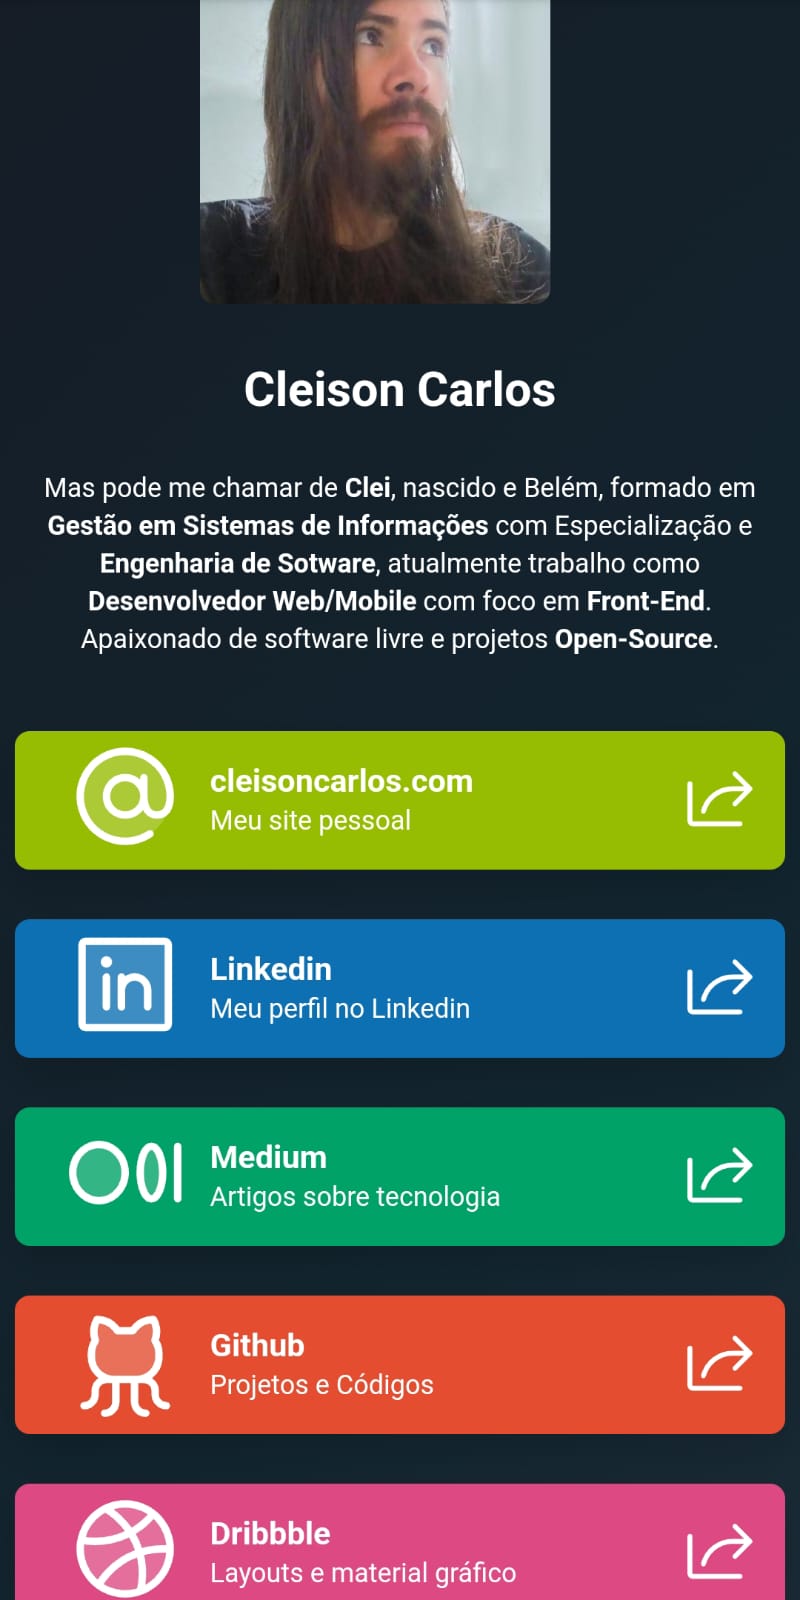 Cleison Carlos
Mas pode me chamar de Clei, nascido e Belém, formado em
Gestão em Sistemas de Informações com Especialização e
Engenharia de Sotware, atualmente trabalho como
Desenvolvedor Web/Mobile com foco em Front-End.
Apaixonado de software livre e projetos Open-Source.
cleisoncarlos.com
Meu site pessoal
Linkedin
Meu perfil no Linkedin
Medium
Artigos sobre tecnologia
Github
Projetos e Códigos
Dribbble
Layouts e material gráfico